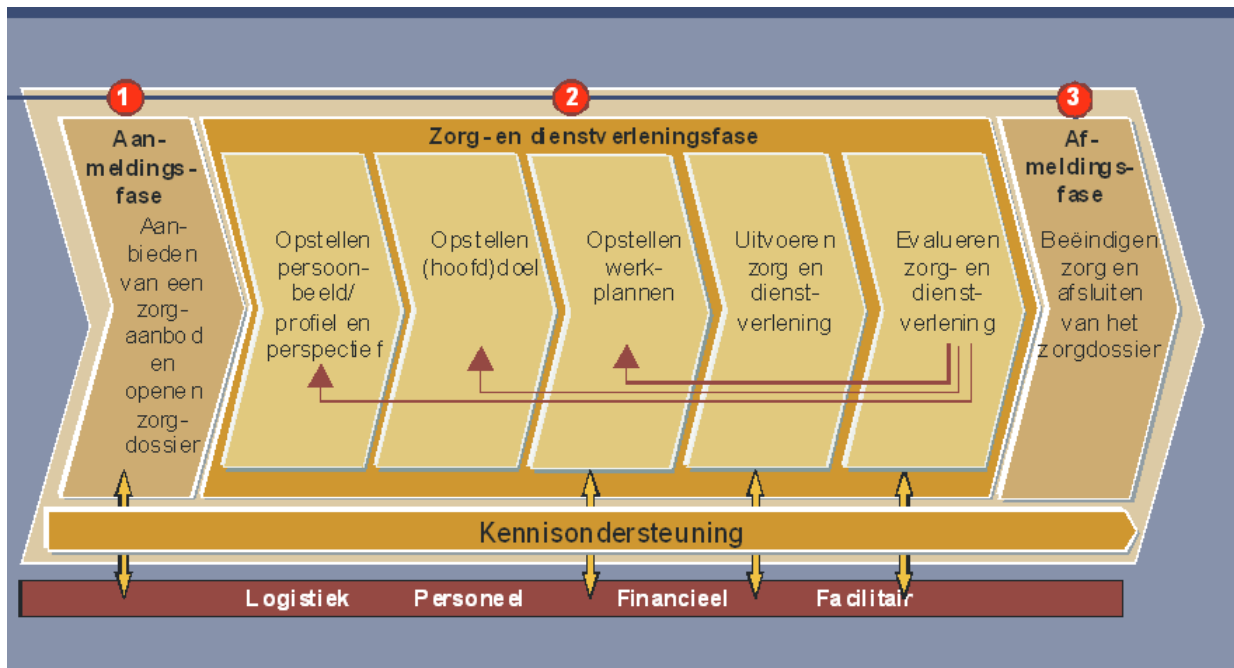 1
2
3
Aan-
meldings-
fase
Aan-
bieden
van een
zorg-
aanbod
en
openen
zorg-
dossier
Zorg-en dienstverleningsfase
Opstellen
persoon-
beeld/
profiel en
perspectief
Opstellen
(hoofd)doel
Opstellen
werk-
plannen
Uitvoeren
zorg en
dienst-
verlening
Evalueren
zorg- en
dienst-
verlening
Af-
meldings-
fase
Beëindigen
zorg en
afsluiten
van het
zorgdossier
Kennisondersteuning
Logistiek Personeel Financieel Facilitair